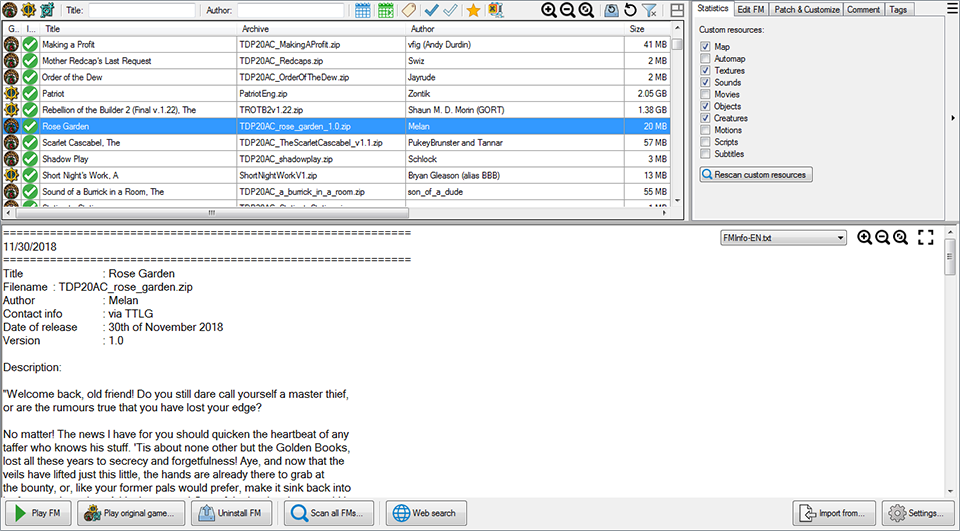 Title: Author:
Statistics Edit FM Patch & Customize Comment Tags
G.. I... Title Archive Author Size
Making a Profit TDP20AC_MakingAProfit.zip vfig (Andy Durdin) 41 MB
Mother Redcap's Last Request TDP20AC_Redcaps.zip Swiz 2 MB
Order of the Dew TDP20AC_OrderOfTheDew.zip Jayrude 2 MB
Patriot PatriotEng.zip Zontik 2.05 GB
Rebellion of the Builder 2 (Final v.1.22), The TROTB2v1.22.zip Shaun M. D. Morin (GORT) 1.38 GB
Rose Garden TDP20AC_rose_garden_1.0.zip Melan 20 MB
Scarlet Cascabel, The TDP20AC_TheScarletCascabel_v1.1.zip PukeyBrunster and Tannar 57 MB
Shadow Play TDP20AC_shadowplay.zip Schlock 3 MB
Short Night's Work, A ShortNightWorkV1.zip Bryan Gleason (alias BBB) 13 MB
Sound of a Burrick in a Room, The TDP20AC_a_burrick_in_a_room.zip son_of_a_dude 55 MB
Custom resources:
Map
Automap
Textures
Sounds
Movies
Objects
Creatures
Motions
Scripts
Subtitles
Rescan custom resources
FMInfo-EN.txt
===============================================================
11/30/2018
===============================================================
Title : Rose Garden
Filename : TDP20AC_rose_garden.zip
Author : Melan
Contact info : via TTLG
Date of release : 30th of November 2018
Version : 1.0
Description:
"Welcome back, old friend! Do you still dare call yourself a master thief,
or are the rumours true that you have lost your edge?
No matter! The news I have for you should quicken the heartbeat of any
taffer who knows his stuff. 'Tis about none other but the Golden Books,
lost all these years to secrecy and forgetfulness! Aye, and now that the
veils have lifted just this little, the hands are already there to grab at
the bounty, or, like your former pals would prefer, make it sink back into
Play FM Play original game... Uninstall FM Scan all FMs... Web search Import from... Settings...